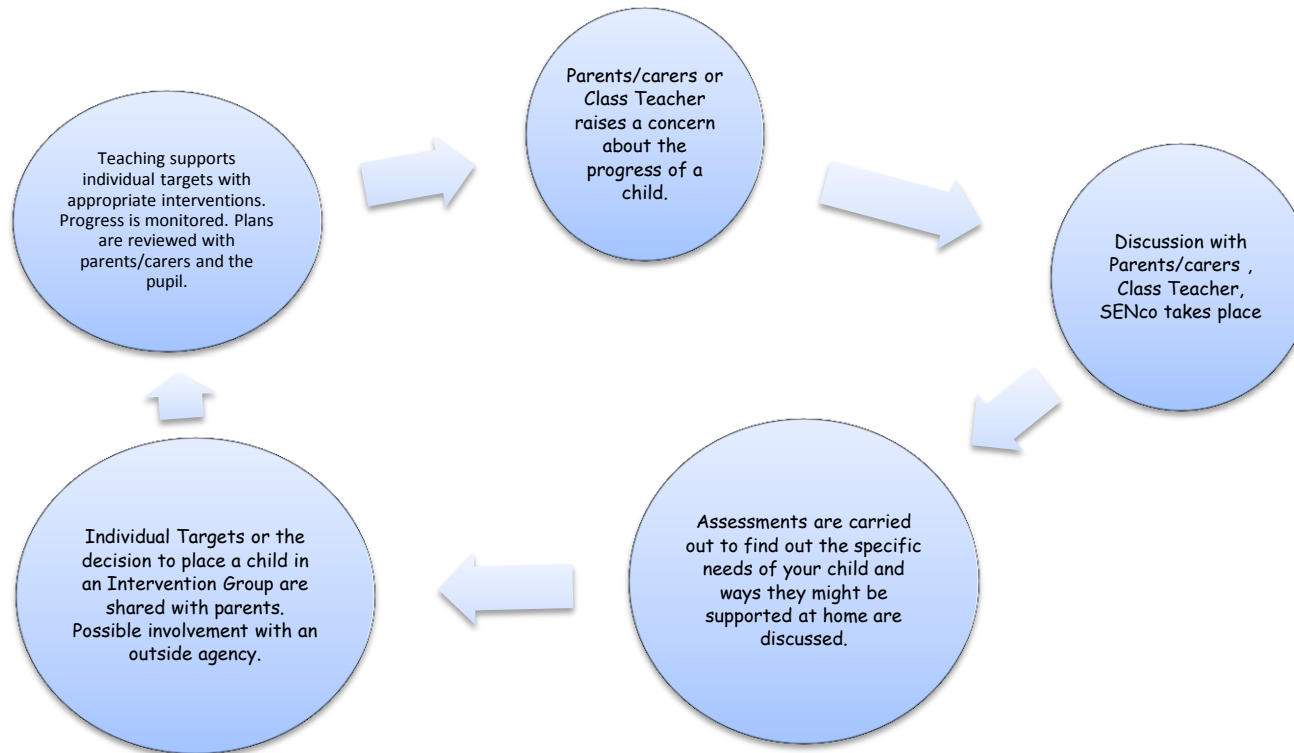 Parents/carers or
Class Teacher
raises a concern
about the
progress of a
child.
Discussion with
Parents/carers ,
Class Teacher,
SENco takes place
Assessments are carried
out to find out the specific
needs of your child and
ways they might be
supported at home are
discussed.
Individual Targets or the
decision to place a child in
an Intervention Group are
shared with parents.
Possible involvement with an
outside agency.
Teaching supports
individual targets with
appropriate interventions.
Progress is monitored. Plans
are reviewed with
parents/carers and the
pupil.